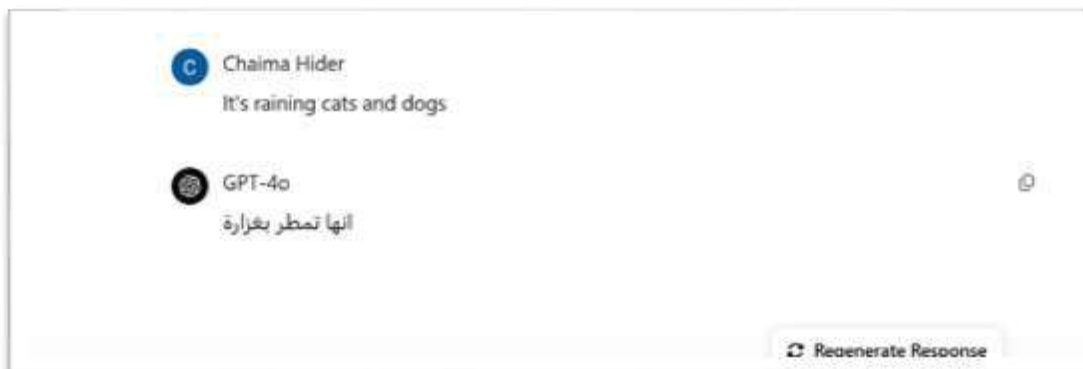 C
Chaima Hider
It's raining cats and dogs
GPT-4o
انها تمطر بغزارة
Regenerate Response